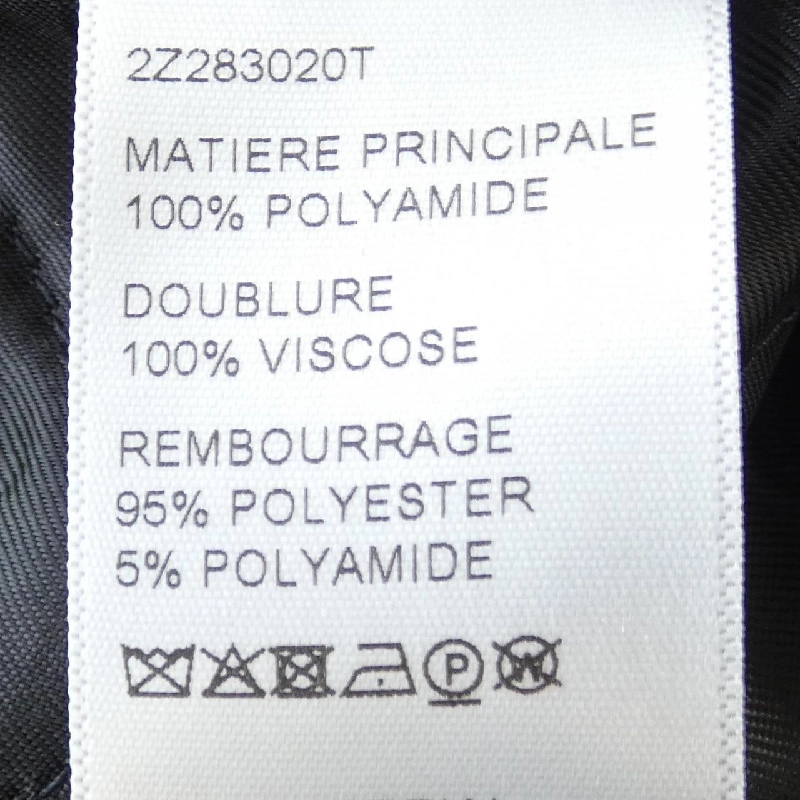 2Z283020T
MATIERE PRINCIPALE
100% POLYAMIDE
DOUBLURE
100% VISCOSE
REMBOURRAGE
95% POLYESTER
5% POLYAMIDE
P W